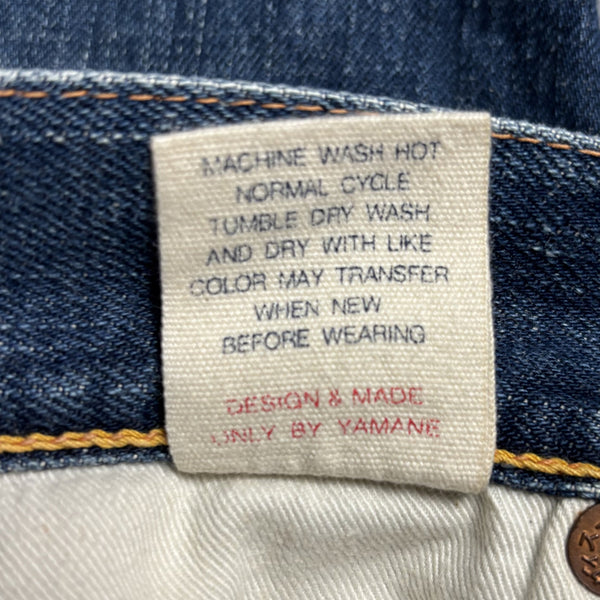 MACHINE WASH HOT
NORMAL CYCLE
TUMBLE DRY WASH
AND DRY WITH LIKE
COLOR MAY TRANSFER
WHEN NEW
BEFORE WEARING
DESIGN & MADE
ONLY BY YAMANE